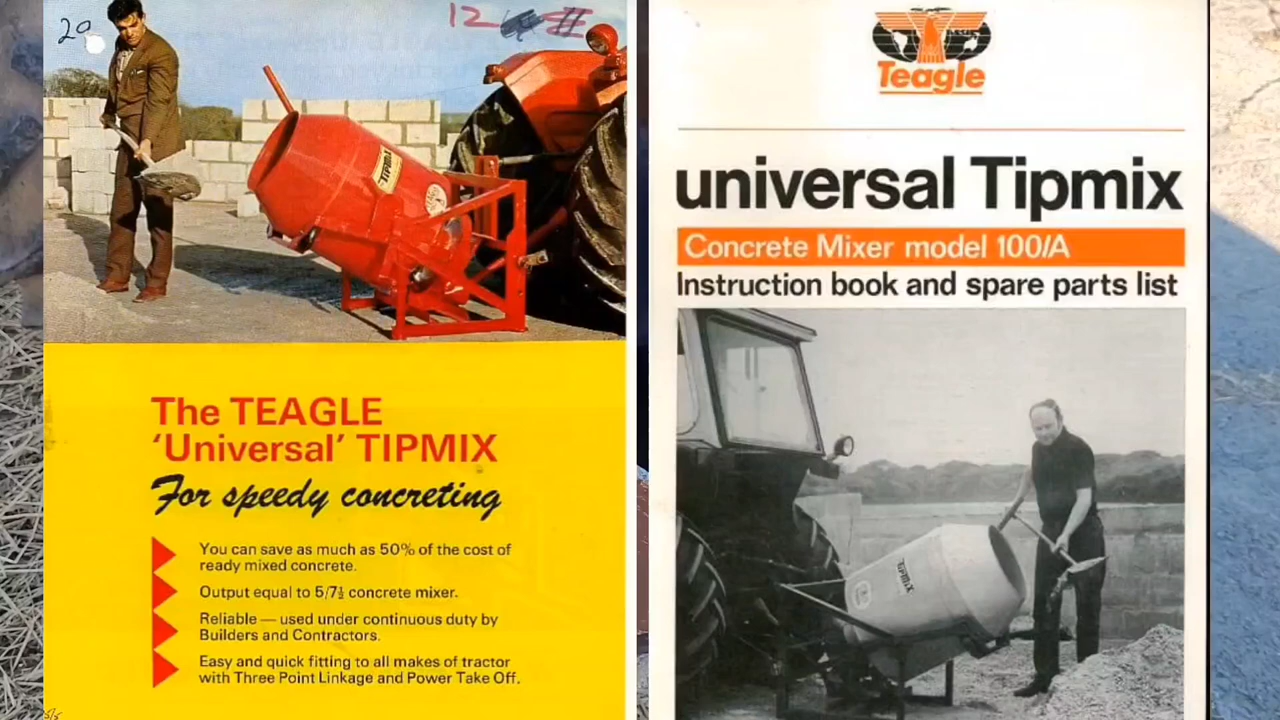 20
12
TIPMIX
The TEAGLE
‘Universal’ TIPMIX
For speedy concreting
You can save as much as 50% of the cost of
ready mixed concrete.
Output equal to 5/7½ concrete mixer.
Reliable — used under continuous duty by
Builders and Contractors.
Easy and quick fitting to all makes of tractor
with Three Point Linkage and Power Take Off.
Teagle
universal Tipmix
Concrete Mixer model 100/A
Instruction book and spare parts list
TIPMIX